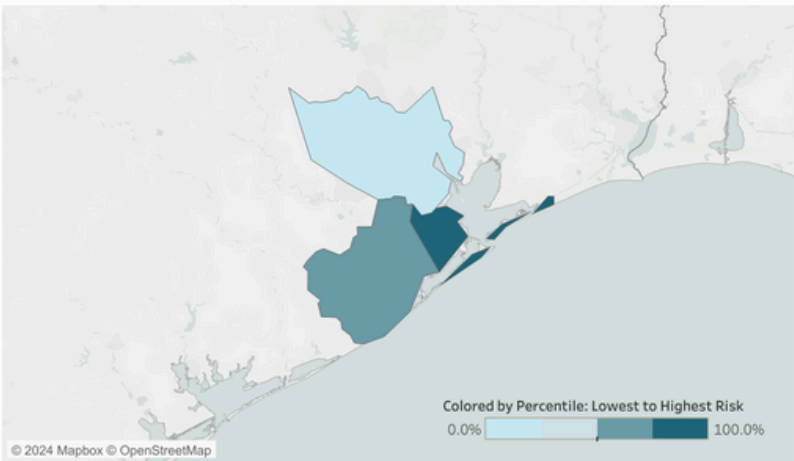 Colored by Percentile: Lowest to Highest Risk
0.0% 100.0%
© 2024 Mapbox © OpenStreetMap